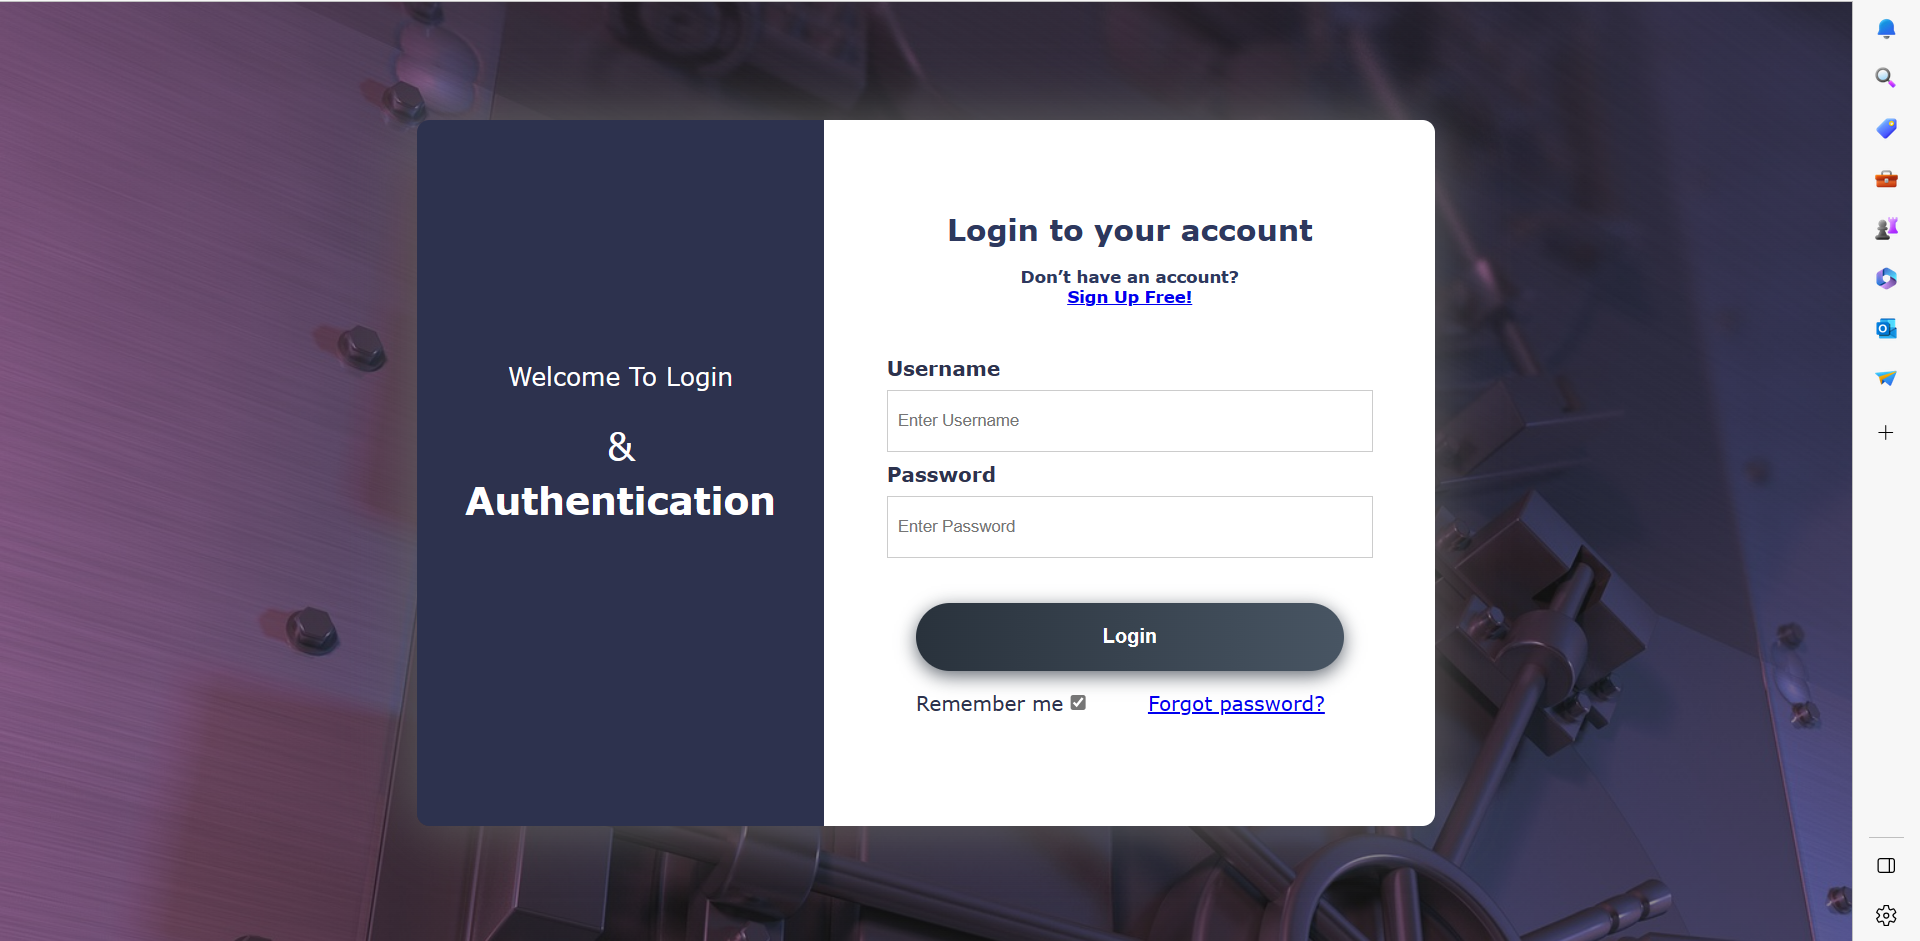 Welcome To Login
&
Authentication
Login to your account
Don’t have an account?
Sign Up Free!
Username
Enter Username
Password
Enter Password
Login
Remember me
Forgot password?